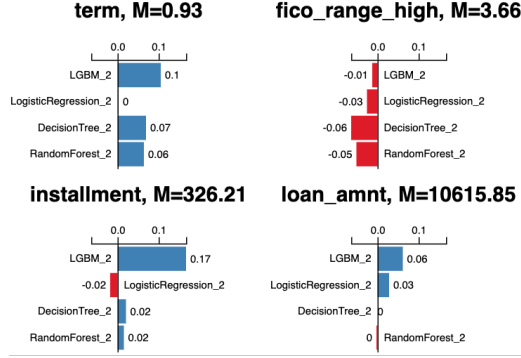 term, M=0.93
0.0 0.1
LGBM_2 0.1
LogisticRegression_2 0
DecisionTree_2 0.07
RandomForest_2 0.06
fico_range_high, M=3.66
0.0 0.1
-0.01 LGBM_2
-0.03 LogisticRegression_2
-0.06 DecisionTree_2
-0.05 RandomForest_2
installment, M=326.21
0.0 0.1
LGBM_2 0.17
-0.02 LogisticRegression_2
DecisionTree_2 0.02
RandomForest_2 0.02
loan_amnt, M=10615.85
0.0 0.1
LGBM_2 0.06
LogisticRegression_2 0.03
DecisionTree_2 0
0 RandomForest_2